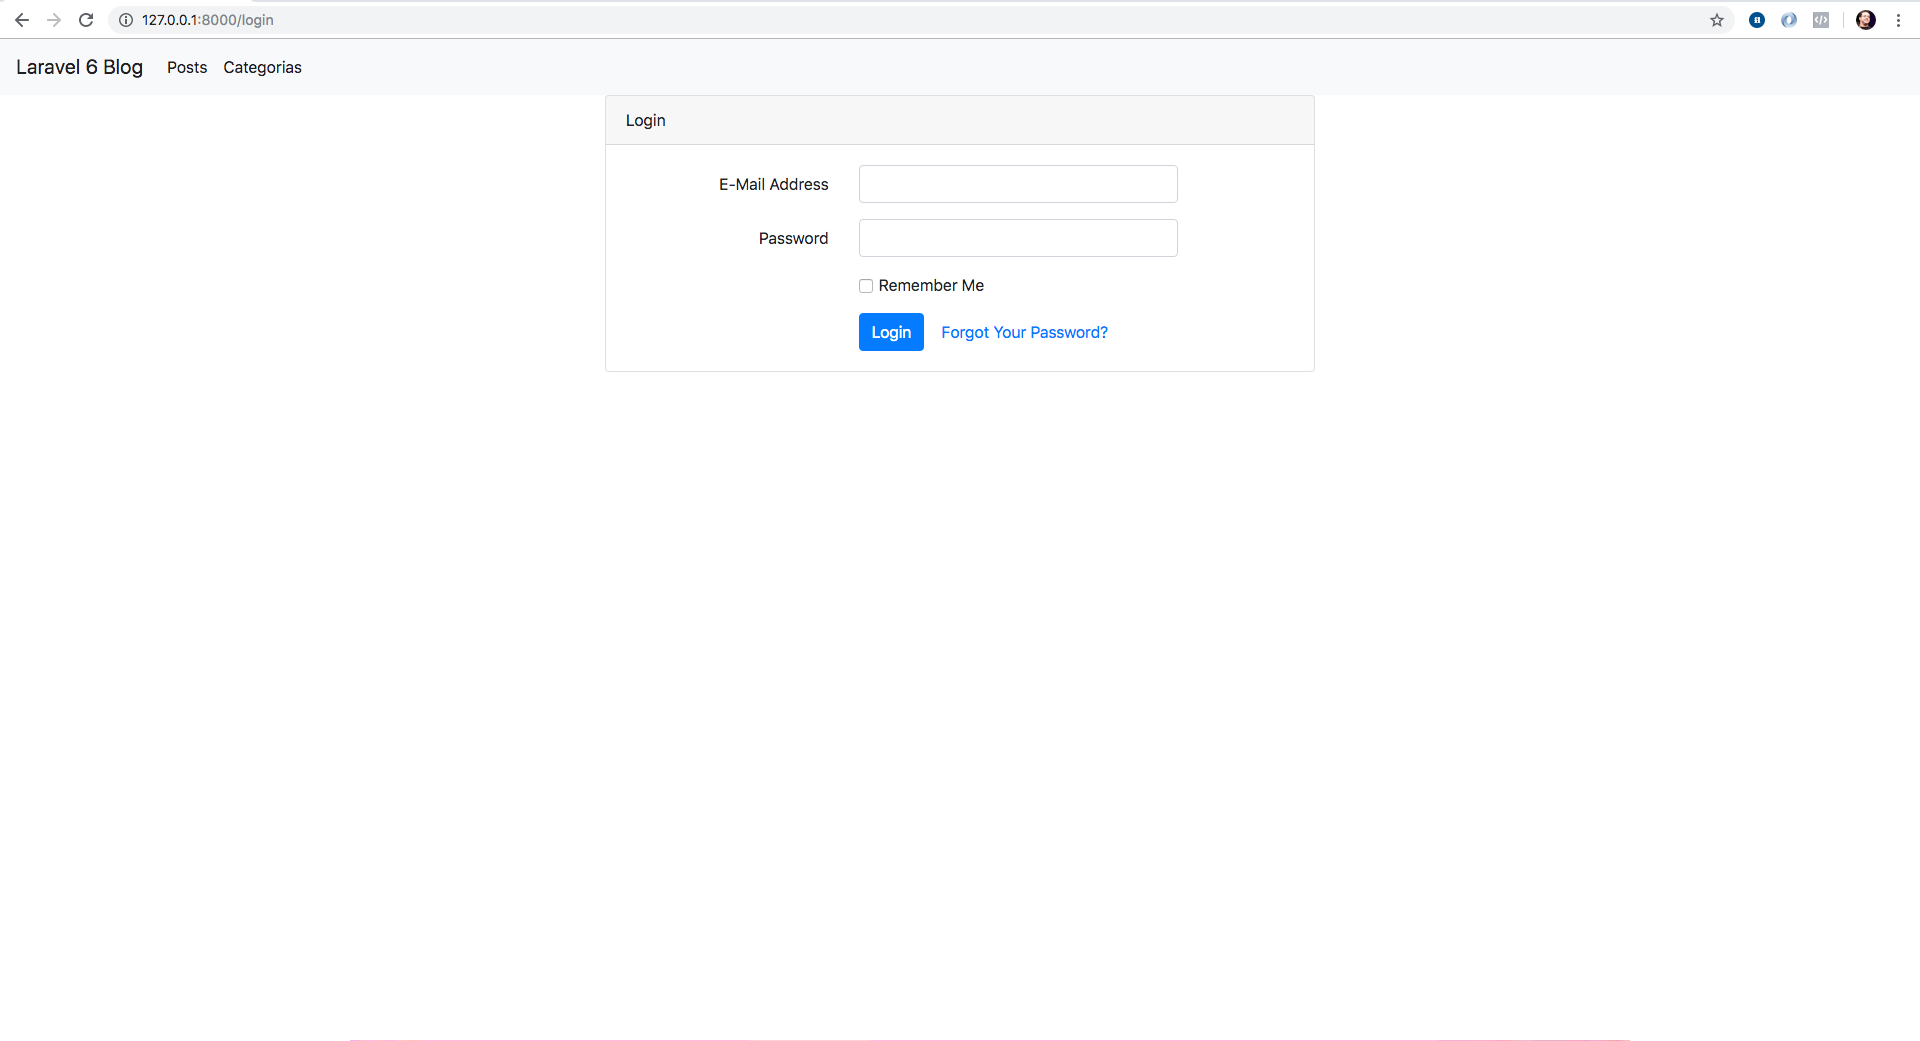 127.0.0.1:8000/login
Laravel 6 Blog Posts Categorias
Login
E-Mail Address
Password
Remember Me
Login Forgot Your Password?